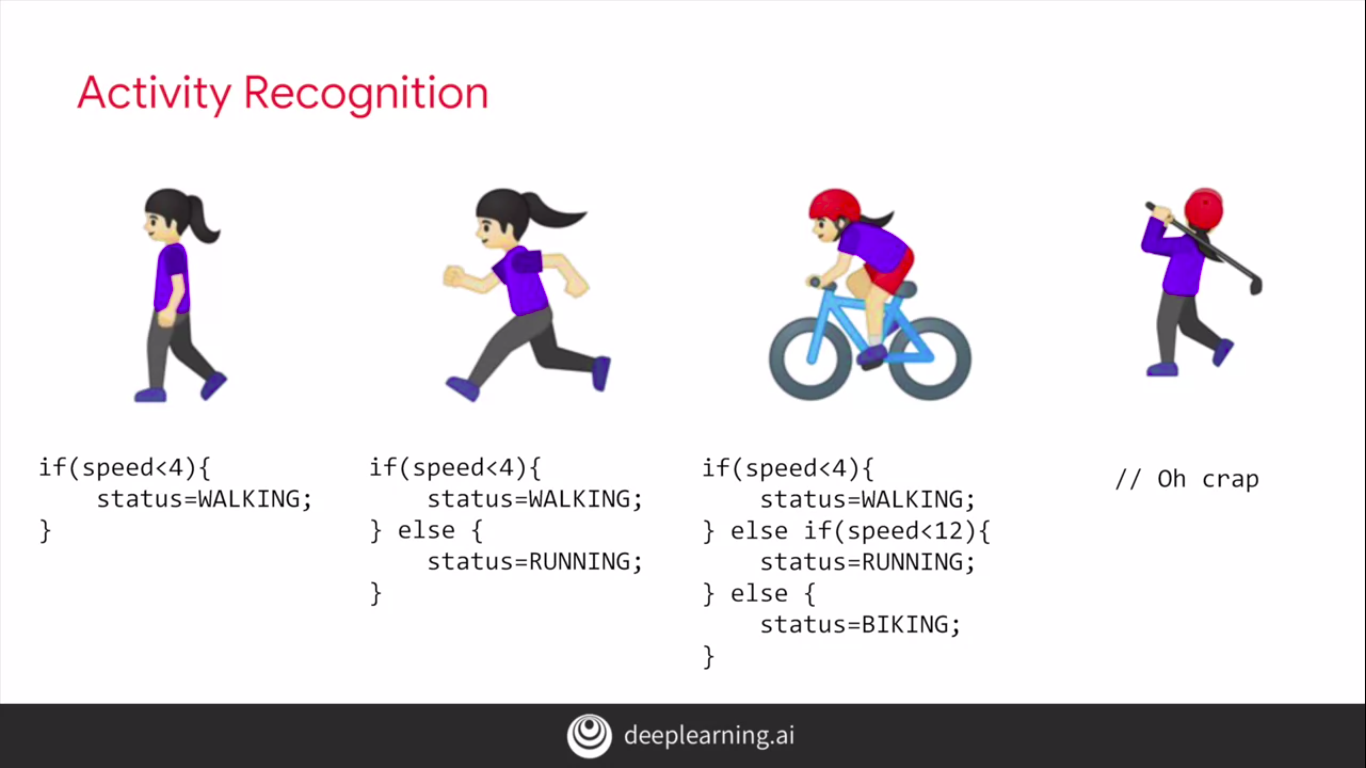 Activity Recognition
if(speed<4){
    status=WALKING;
}
if(speed<4){
    status=WALKING;
} else {
    status=RUNNING;
}
if(speed<4){
    status=WALKING;
} else if(speed<12){
    status=RUNNING;
} else {
    status=BIKING;
}
// Oh crap
deeplearning.ai